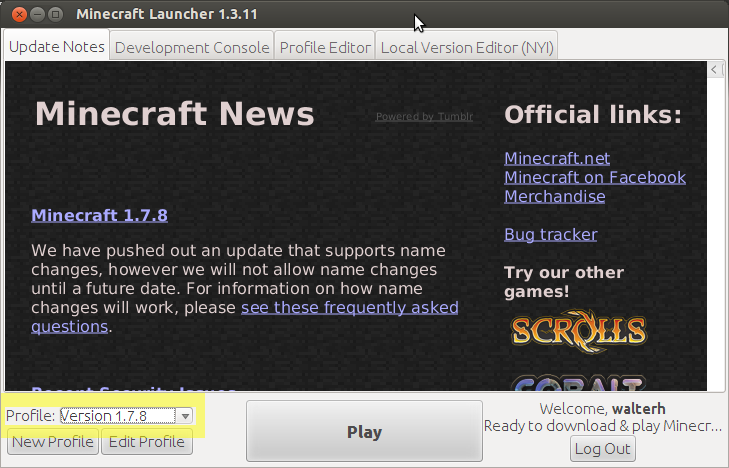 Minecraft Launcher 1.3.11
Update Notes Development Console Profile Editor Local Version Editor (NYI)
Minecraft News
Powered by Tumblr
Minecraft 1.7.8
We have pushed out an update that supports name
changes, however we will not allow name changes
until a future date. For information on how name
changes will work, please see these frequently asked
questions.
Recent Security Issues
Official links:
Minecraft.net
Minecraft on Facebook
Merchandise
Bug tracker
Try our other
games!
SCROLLS
COBALT
Profile: Version 1.7.8
New Profile Edit Profile
Play
Welcome, walterh
Ready to download & play Minecr...
Log Out